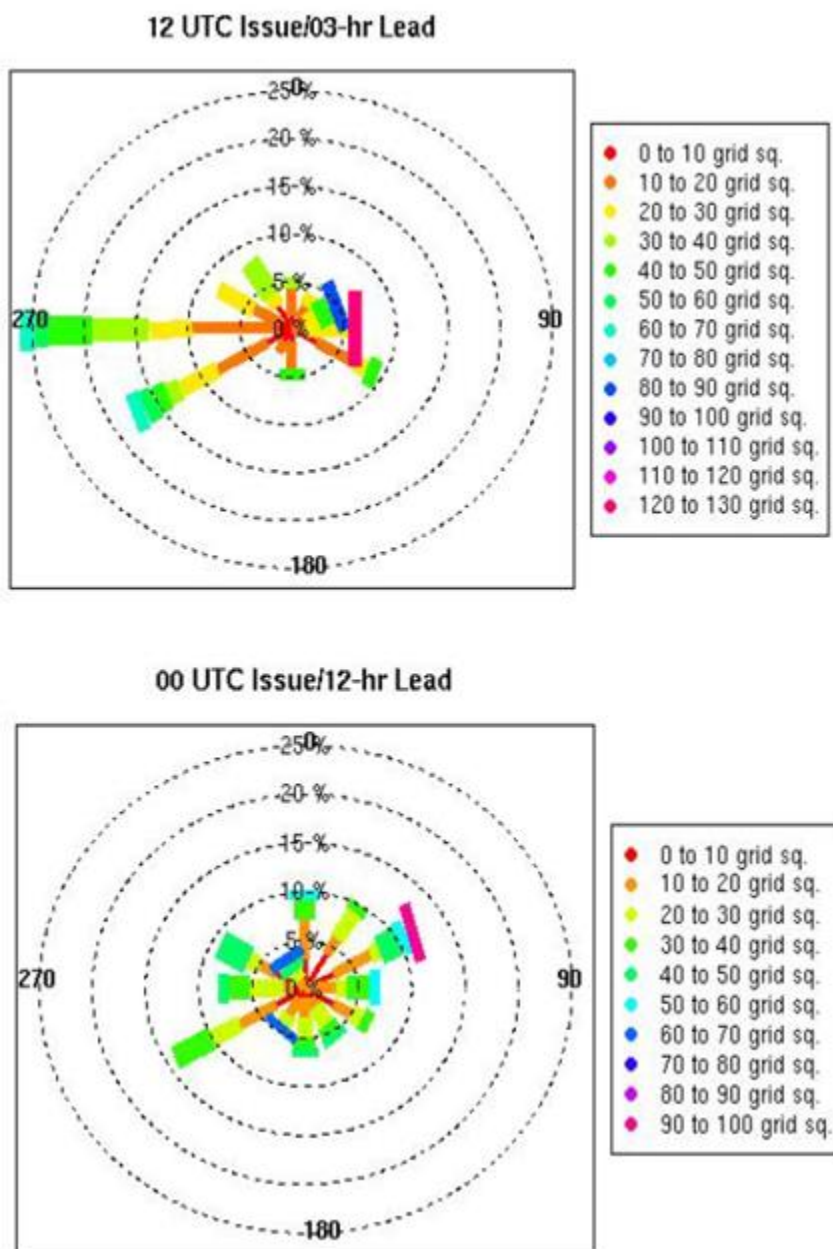 12 UTC Issue/03-hr Lead
0
25 %
20 %
15 %
10 %
5 %
0 %
270
90
180
0 to 10 grid sq.
10 to 20 grid sq.
20 to 30 grid sq.
30 to 40 grid sq.
40 to 50 grid sq.
50 to 60 grid sq.
60 to 70 grid sq.
70 to 80 grid sq.
80 to 90 grid sq.
90 to 100 grid sq.
100 to 110 grid sq.
110 to 120 grid sq.
120 to 130 grid sq.
00 UTC Issue/12-hr Lead
0
25 %
20 %
15 %
10 %
5 %
0 %
270
90
180
0 to 10 grid sq.
10 to 20 grid sq.
20 to 30 grid sq.
30 to 40 grid sq.
40 to 50 grid sq.
50 to 60 grid sq.
60 to 70 grid sq.
70 to 80 grid sq.
80 to 90 grid sq.
90 to 100 grid sq.